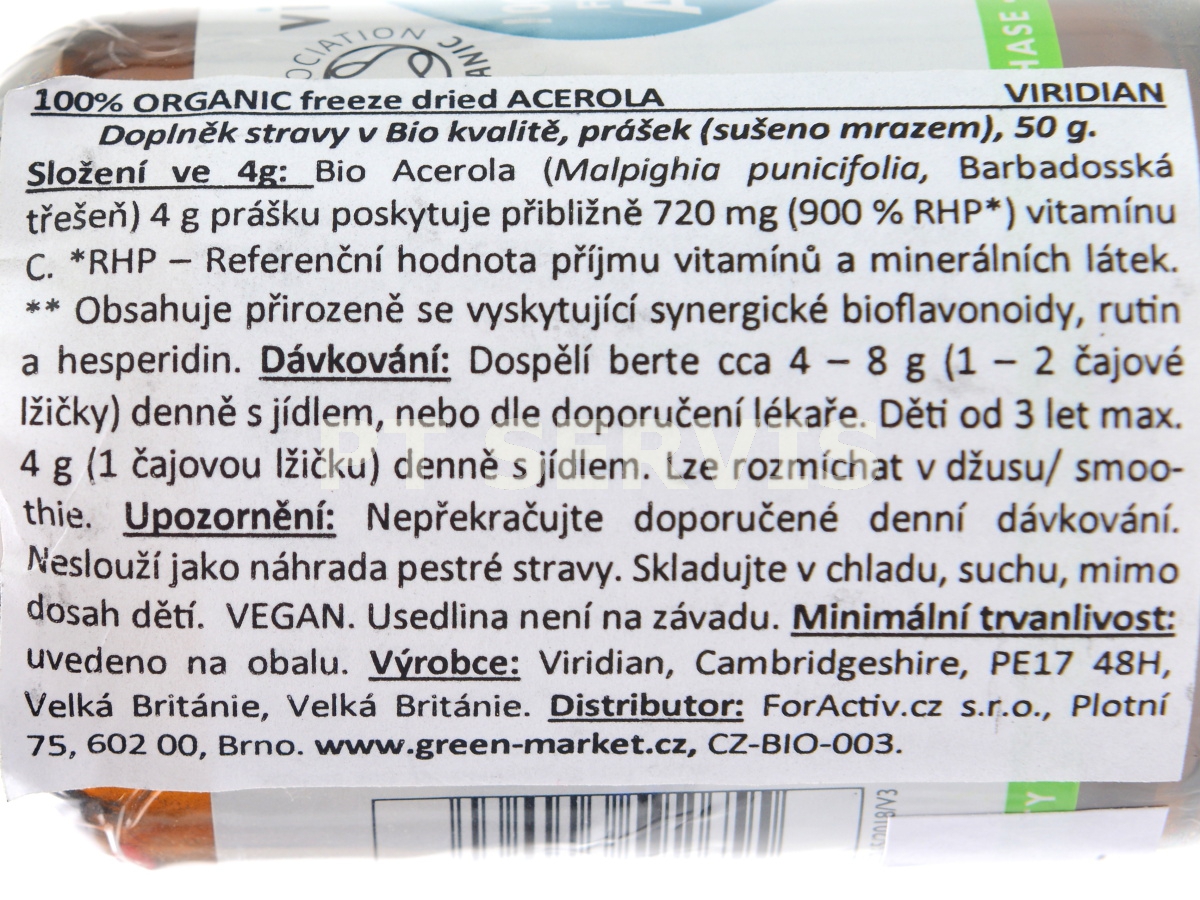 OCIATION
ANIC
HASE
100% ORGANIC freeze dried ACEROLA VIRIDIAN
Doplněk stravy v Bio kvalitě, prášek (sušeno mrazem), 50 g.
Složení ve 4g: Bio Acerola (Malpighia punicifolia, Barbadosská
třešeň) 4 g prášku poskytuje přibližně 720 mg (900 % RHP*) vitamínu
C. *RHP – Referenční hodnota příjmu vitamínů a minerálních látek.
** Obsahuje přirozeně se vyskytující synergické bioflavonoidy, rutin
a hesperidin. Dávkování: Dospělí berte cca 4 – 8 g (1 – 2 čajové
lžičky) denně s jídlem, nebo dle doporučení lékaře. Děti od 3 let max.
4 g (1 čajovou lžičku) denně s jídlem. Lze rozmíchat v džusu/ smoo-
thie. Upozornění: Nepřekračujte doporučené denní dávkování.
Neslouží jako náhrada pestré stravy. Skladujte v chladu, suchu, mimo
dosah dětí. VEGAN. Usedlina není na závadu. Minimální trvanlivost:
uvedeno na obalu. Výrobce: Viridian, Cambridgeshire, PE17 48H,
Velká Británie, Velká Británie. Distributor: ForActiv.cz s.r.o., Plotní
75, 602 00, Brno. www.green-market.cz, CZ-BIO-003.
PT SERVIS